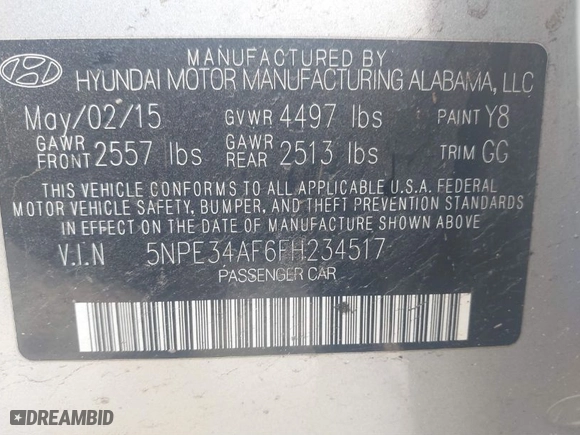 MANUFACTURED BY
HYUNDAI MOTOR MANUFACTURING ALABAMA, LLC
May/02/15 GVWR 4497 lbs PAINT Y8
GAWR FRONT 2557 lbs GAWR REAR 2513 lbs TRIM GG
THIS VEHICLE CONFORMS TO ALL APPLICABLE U.S.A. FEDERAL
MOTOR VEHICLE SAFETY, BUMPER, AND THEFT PREVENTION STANDARDS
IN EFFECT ON THE DATE OF MANUFACTURE SHOWN ABOVE.
V.I.N 5NPE34AF6FH234517
PASSENGER CAR
DREAMBID